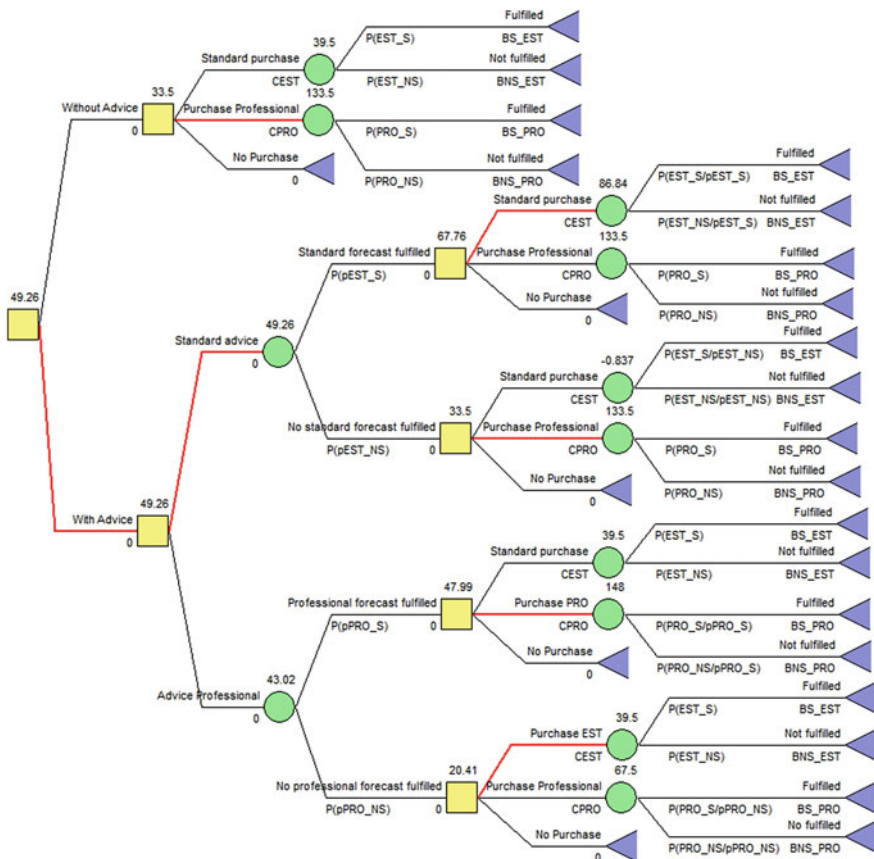 Fulfilled
39.5
P(EST_S) BS_EST
Standard purchase Not fulfilled
33.5 CEST P(EST_NS) BNS_EST
133.5
Without Advice Purchase Professional Fulfilled
0 CPRO P(PRO_S) BS_PRO
No Purchase Not fulfilled
0 P(PRO_NS) BNS_PRO
Fulfilled
86.84 P(EST_S/pEST_S) BS_EST
Standard purchase Not fulfilled
67.76 CEST P(EST_NS/pEST_S) BNS_EST
133.5
Standard forecast fulfilled Purchase Professional Fulfilled
P(pEST_S) 0 CPRO P(PRO_S) BS_PRO
No Purchase Not fulfilled
0 P(PRO_NS) BNS_PRO
49.26
49.26
Standard advice
0
Fulfilled
-0.837 P(EST_S/pEST_NS) BS_EST
Standard purchase Not fulfilled
33.5 CEST P(EST_NS/pEST_NS) BNS_EST
133.5
No standard forecast fulfilled Purchase Professional Fulfilled
P(pEST_NS) 0 CPRO P(PRO_S) BS_PRO
No Purchase Not fulfilled
0 P(PRO_NS) BNS_PRO
49.26
With Advice
0
Fulfilled
39.5 P(EST_S) BS_EST
Standard purchase Not fulfilled
47.99 CEST P(EST_NS) BNS_EST
148
Professional forecast fulfilled Purchase PRO Fulfilled
P(pPRO_S) 0 CPRO P(PRO_S/pPRO_S) BS_PRO
No Purchase Not fulfilled
0 P(PRO_NS/pPRO_S) BNS_PRO
43.02
Advice Professional
0
Fulfilled
39.5 P(EST_S) BS_EST
Purchase EST Not fulfilled
20.41 CEST P(EST_NS) BNS_EST
67.5
No professional forecast fulfilled Purchase Professional Fulfilled
P(pPRO_NS) 0 CPRO P(PRO_S/pPRO_NS) BS_PRO
No Purchase No fulfilled
0 P(PRO_NS/pPRO_NS) BNS_PRO